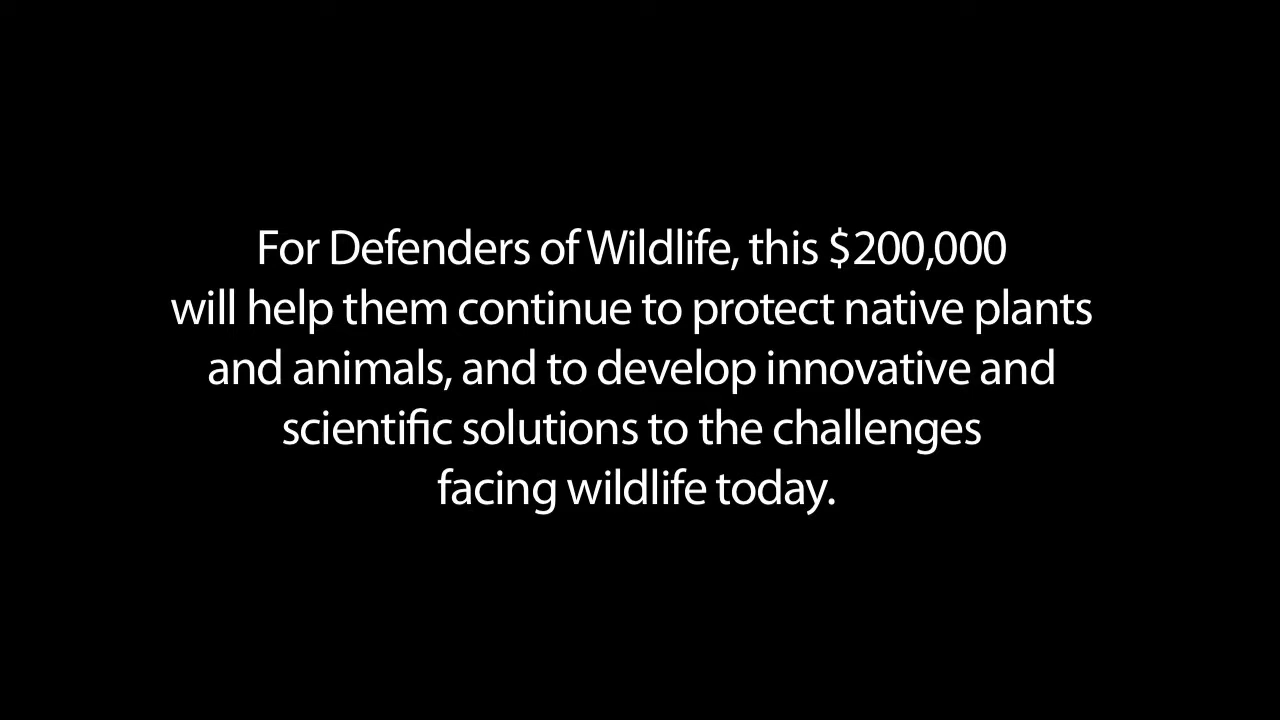 For Defenders of Wildlife, this $200,000
will help them continue to protect native plants
and animals, and to develop innovative and
scientific solutions to the challenges
facing wildlife today.